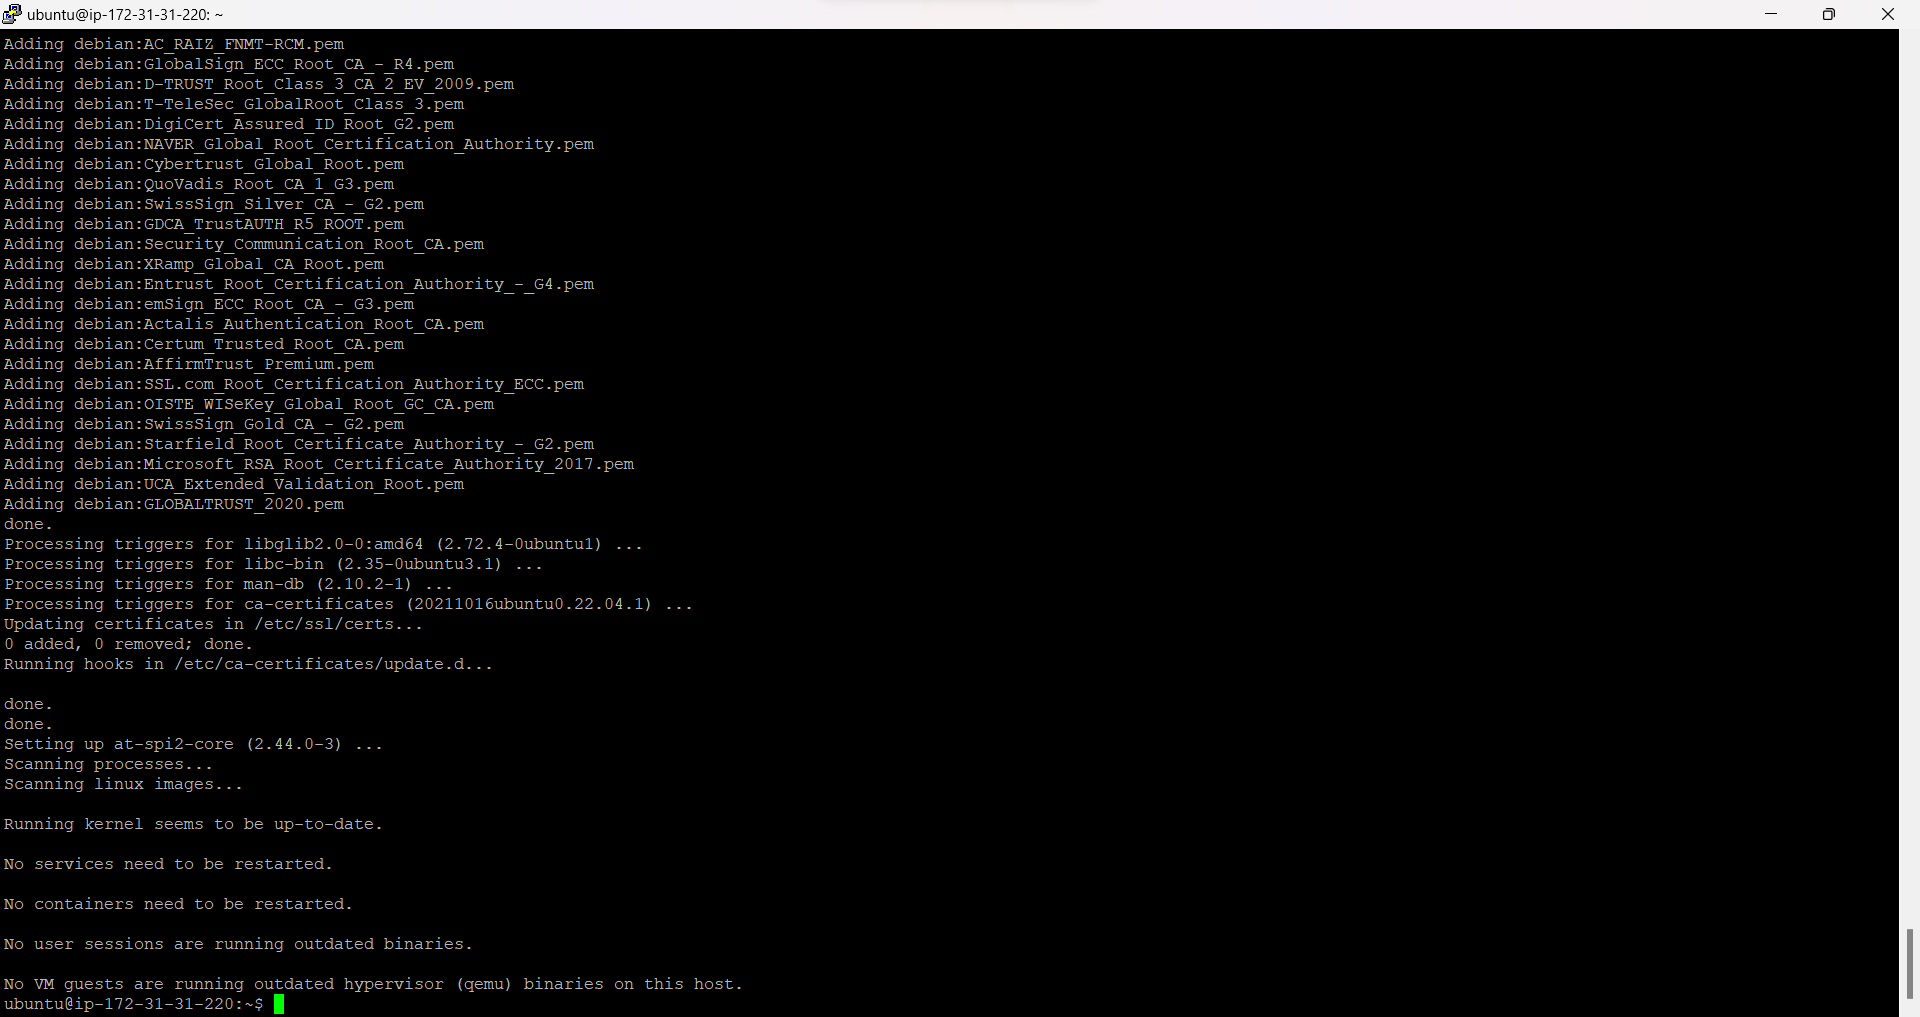 ubuntu@ip-172-31-31-220: ~
Adding debian:AC_RAIZ_FNMT-RCM.pem
Adding debian:GlobalSign_ECC_Root_CA_-_R4.pem
Adding debian:D-TRUST_Root_Class_3_CA_2_EV_2009.pem
Adding debian:T-TeleSec_GlobalRoot_Class_3.pem
Adding debian:DigiCert_Assured_ID_Root_G2.pem
Adding debian:NAVER_Global_Root_Certification_Authority.pem
Adding debian:Cybertrust_Global_Root.pem
Adding debian:QuoVadis_Root_CA_1_G3.pem
Adding debian:SwissSign_Silver_CA_-_G2.pem
Adding debian:GDCA_TrustAUTH_R5_ROOT.pem
Adding debian:Security_Communication_Root_CA.pem
Adding debian:XRamp_Global_CA_Root.pem
Adding debian:Entrust_Root_Certification_Authority_-_G4.pem
Adding debian:emSign_ECC_Root_CA_-_G3.pem
Adding debian:Actalis_Authentication_Root_CA.pem
Adding debian:Certum_Trusted_Root_CA.pem
Adding debian:AffirmTrust_Premium.pem
Adding debian:SSL.com_Root_Certification_Authority_ECC.pem
Adding debian:OISTE_WISeKey_Global_Root_GC_CA.pem
Adding debian:SwissSign_Gold_CA_-_G2.pem
Adding debian:Starfield_Root_Certificate_Authority_-_G2.pem
Adding debian:Microsoft_RSA_Root_Certificate_Authority_2017.pem
Adding debian:UCA_Extended_Validation_Root.pem
Adding debian:GLOBALTRUST_2020.pem
done.
Processing triggers for libglib2.0-0:amd64 (2.72.4-0ubuntu1) ...
Processing triggers for libc-bin (2.35-0ubuntu3.1) ...
Processing triggers for man-db (2.10.2-1) ...
Processing triggers for ca-certificates (20211016ubuntu0.22.04.1) ...
Updating certificates in /etc/ssl/certs...
0 added, 0 removed; done.
Running hooks in /etc/ca-certificates/update.d...
done.
done.
Setting up at-spi2-core (2.44.0-3) ...
Scanning processes...
Scanning linux images...
Running kernel seems to be up-to-date.
No services need to be restarted.
No containers need to be restarted.
No user sessions are running outdated binaries.
No VM guests are running outdated hypervisor (qemu) binaries on this host.
ubuntu@ip-172-31-31-220:~$